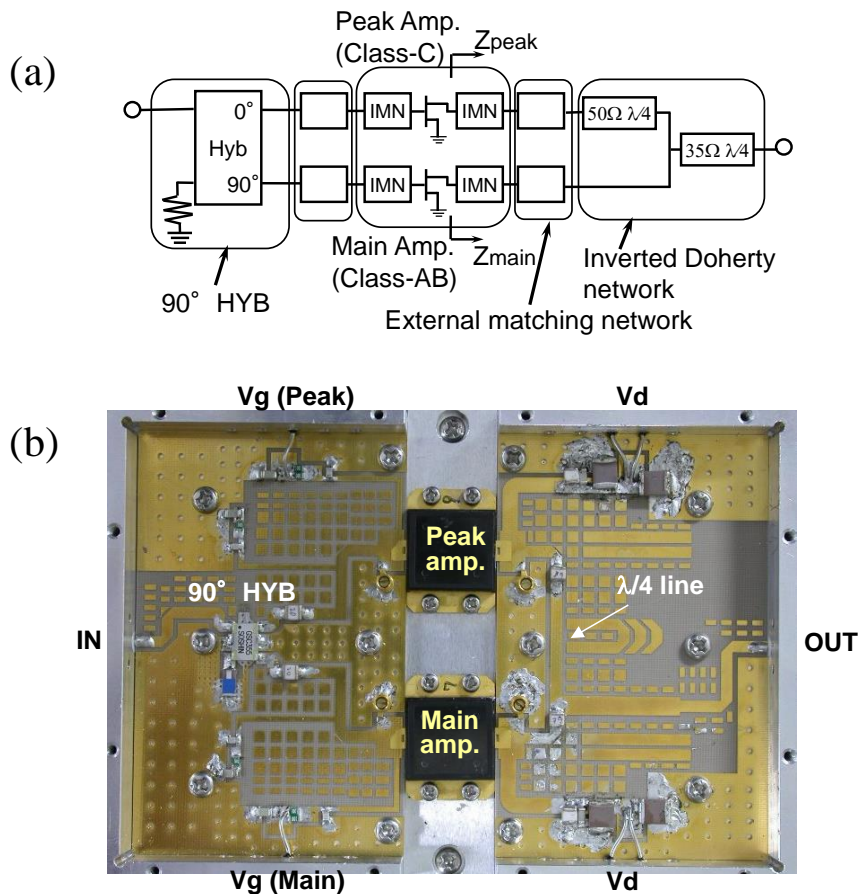 (a)
Peak Amp.
(Class-C)
Zpeak
0°
Hyb
90°
IMN
IMN
50Ω λ/4
35Ω λ/4
IMN
IMN
Main Amp.
(Class-AB)
Zmain
90° HYB
External matching network
Inverted Doherty
network
(b)
Vg (Peak)
Vd
Peak
amp.
90° HYB
λ/4 line
IN
OUT
Main
amp.
Vg (Main)
Vd